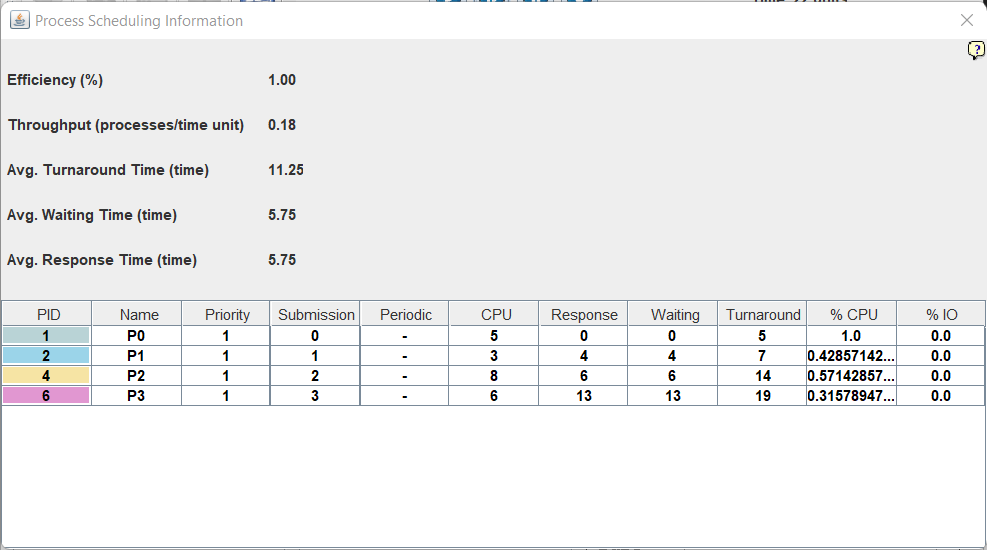 Process Scheduling Information
?
Efficiency (%) 1.00
Throughput (processes/time unit) 0.18
Avg. Turnaround Time (time) 11.25
Avg. Waiting Time (time) 5.75
Avg. Response Time (time) 5.75
PID Name Priority Submission Periodic CPU Response Waiting Turnaround % CPU % IO
1 P0 1 0 - 5 0 0 5 1.0 0.0
2 P1 1 1 - 3 4 4 7 0.42857142... 0.0
4 P2 1 2 - 8 6 6 14 0.57142857... 0.0
6 P3 1 3 - 6 13 13 19 0.31578947... 0.0